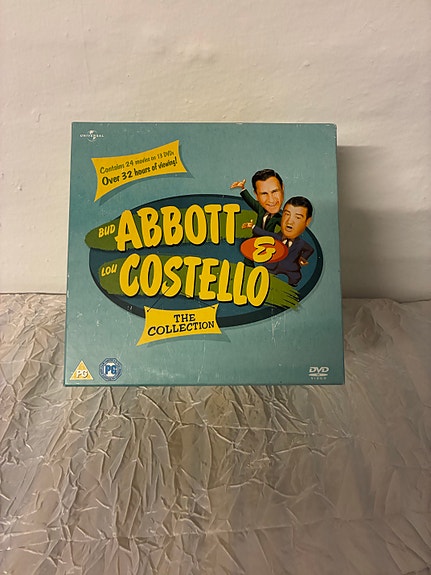 UNIVERSAL
Contains 24 movies on 13 DVDs
Over 32 hours of viewing!
BUD ABBOTT
&
LOU COSTELLO
THE
COLLECTION
PG
PG
DVD
VIDEO